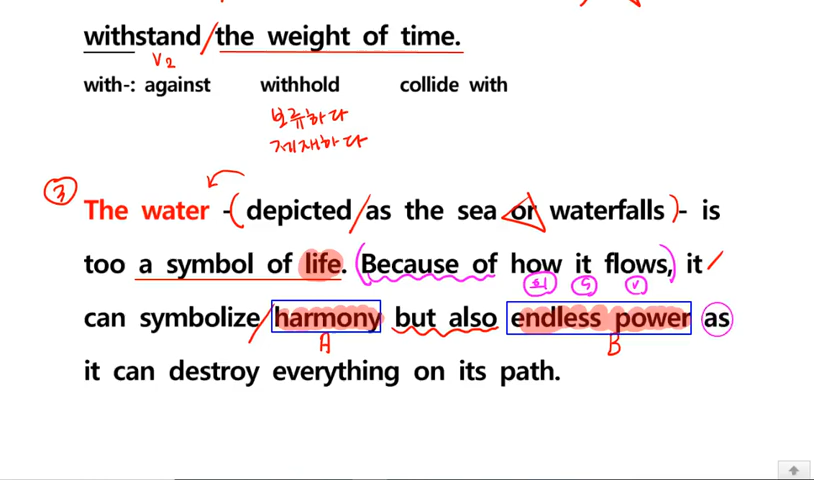 withstand / the weight of time.
V2
with-: against withhold collide with
보류하다
제재하다
③ The water -( depicted / as the sea or waterfalls )- is
too a symbol of life. (Because of how it flows,) it /
의 S V
can symbolize / harmony but also endless power as
A B
it can destroy everything on its path.